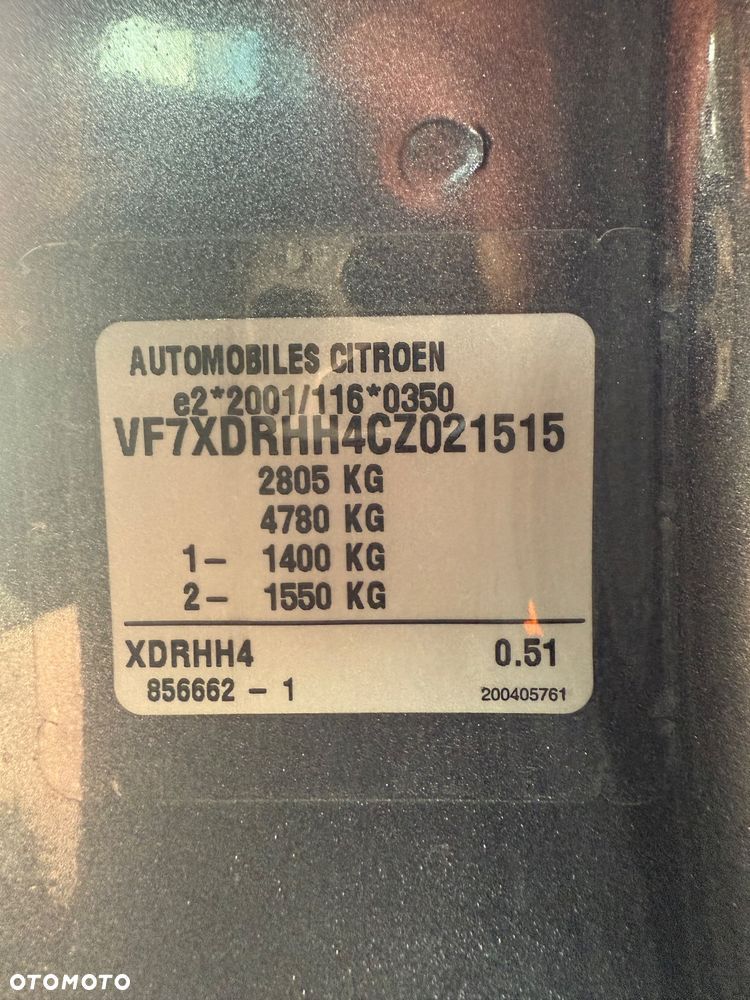 AUTOMOBILES CITROEN
e2*2001/116*0350
VF7XDRHH4CZ021515
2805 KG
4780 KG
1- 1400 KG
2- 1550 KG
XDRHH4 0.51
856662 - 1 200405761
OTOMOTO